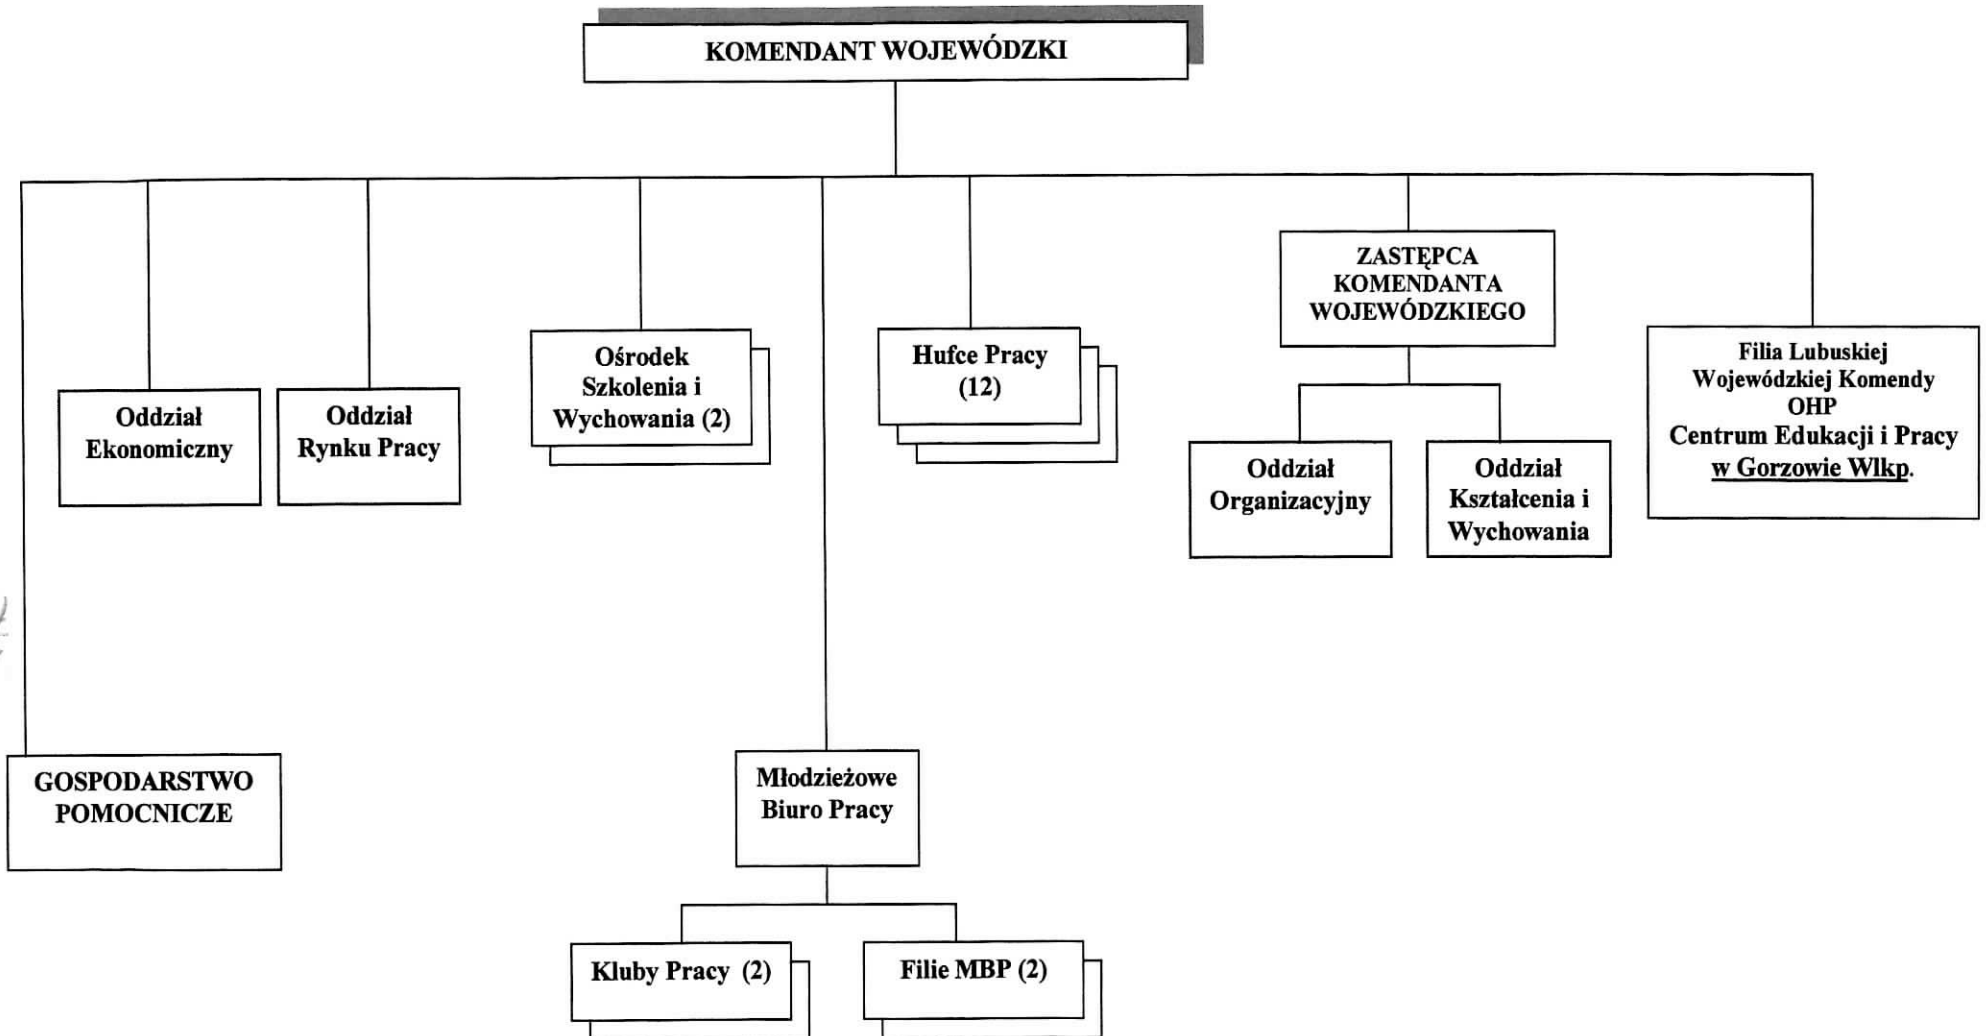 KOMENDANT WOJEWÓDZKI
ZASTĘPCA
KOMENDANTA
WOJEWÓDZKIEGO
Oddział
Ekonomiczny
Oddział
Rynku Pracy
Ośrodek
Szkolenia i
Wychowania (2)
Hufce Pracy
(12)
Filia Lubuskiej
Wojewódzkiej Komendy
OHP
Centrum Edukacji i Pracy
w Gorzowie Wlkp.
Oddział
Organizacyjny
Oddział
Kształcenia i
Wychowania
GOSPODARSTWO
POMOCNICZE
Młodzieżowe
Biuro Pracy
Kluby Pracy (2)
Filie MBP (2)